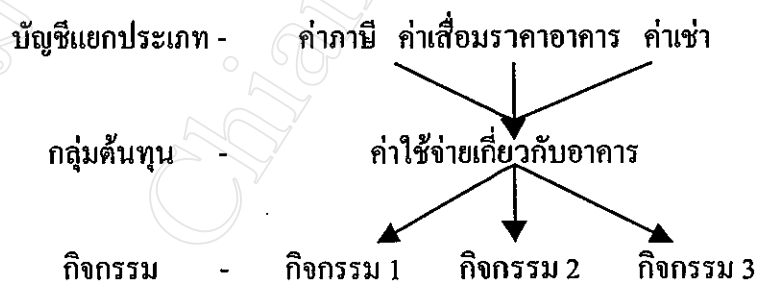 บัญชีแยกประเภท - ค่าภาษี ค่าเสื่อมราคาอาคาร ค่าเช่า
กลุ่มต้นทุน - ค่าใช้จ่ายเกี่ยวกับอาคาร
กิจกรรม - กิจกรรม 1 กิจกรรม 2 กิจกรรม 3